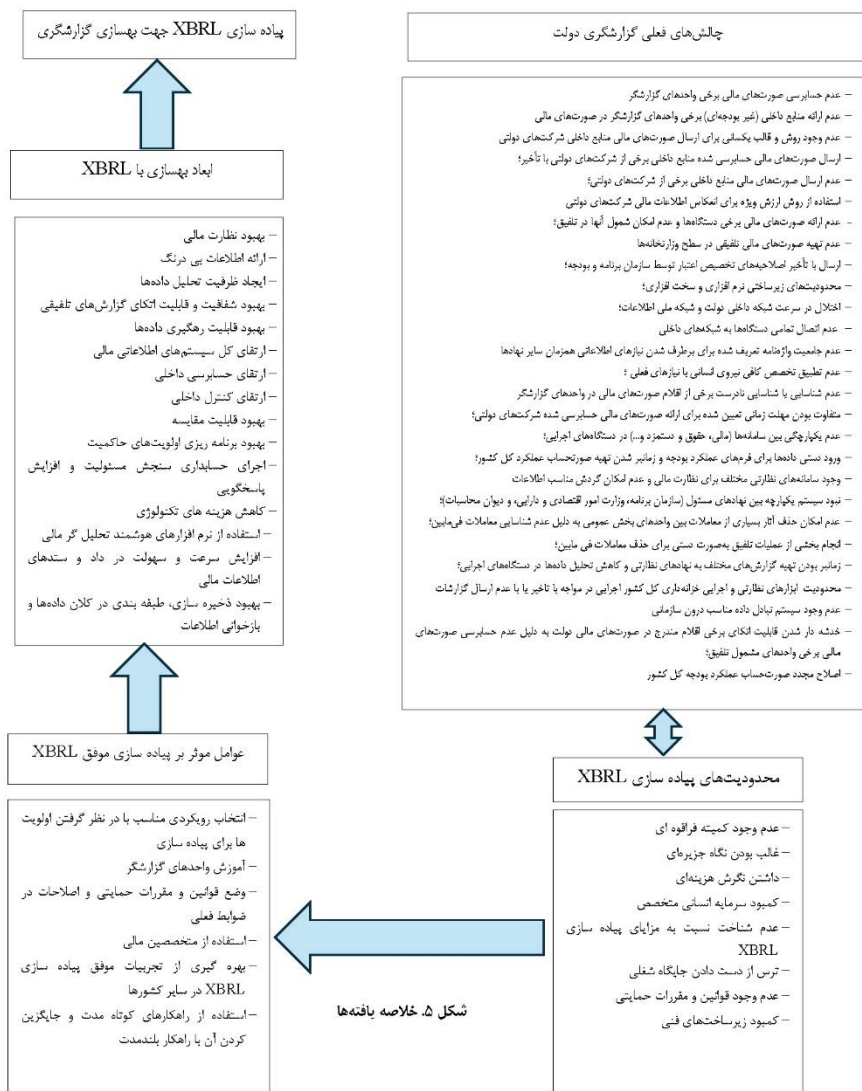 چالش‌های فعلی گزارشگری دولت
– عدم حسابرسی صورت‌های مالی برخی واحدهای گزارشگر
– عدم ارائه منابع داخلی (غیر بودجه‌ای) برخی واحدهای گزارشگر در صورت‌های مالی
– عدم وجود روش و قالب یکسانی برای ارسال صورت‌های مالی منابع داخلی شرکت‌های دولتی
– ارسال صورت‌های مالی حسابرسی شده منابع داخلی برخی از شرکت‌های دولتی با تأخیر؛
– عدم ارسال صورت‌های مالی منابع داخلی برخی از شرکت‌های دولتی؛
– استفاده از روش ارزش ویژه برای انعکاس اطلاعات مالی شرکت‌های دولتی
– عدم ارائه صورت‌های مالی برخی دستگاه‌ها و عدم امکان شمول آنها در تلفیق؛
– عدم تهیه صورت‌های مالی تلفیقی در سطح وزارتخانه‌ها
– ارسال با تأخیر اصلاحیه‌های تخصیص اعتبار توسط سازمان برنامه و بودجه؛
– محدودیت‌های زیرساختی نرم افزاری و سخت افزاری؛
– اختلال در سرعت شبکه داخلی دولت و شبکه ملی اطلاعات؛
– عدم اتصال تمامی دستگاه‌ها به شبکه‌های داخلی
– عدم جامعیت واژه‌نامه تعریف شده برای برطرف شدن نیازهای اطلاعاتی همزمان سایر نهادها
– عدم تطبیق تخصص کافی نیروی انسانی با نیازهای فعلی ؛
– عدم شناسایی یا شناسایی نادرست برخی از اقلام صورت‌های مالی در واحدهای گزارشگر
– متفاوت بودن مهلت زمانی تعیین شده برای ارائه صورت‌های مالی حسابرسی شده شرکت‌های دولتی؛
– عدم یکپارچگی بین سامانه‌ها (مالی، حقوق و دستمزد و...) در دستگاه‌های اجرایی؛
– ورود دستی داده‌ها برای فرم‌های عملکرد بودجه و زمانبر شدن تهیه صورتحساب عملکرد کل کشور؛
– وجود سامانه‌های نظارتی مختلف برای نظارت مالی و عدم امکان گردش مناسب اطلاعات
– نبود سیستم یکپارچه بین نهادهای مسئول (سازمان برنامه، وزارت امور اقتصادی و دارایی، و دیوان محاسبات)؛
– عدم امکان حذف آثار بسیاری از معاملات بین واحدهای بخش عمومی به دلیل عدم شناسایی معاملات فی‌مابین؛
– انجام بخشی از عملیات تلفیق به‌صورت دستی برای حذف معاملات فی مابین؛
– زمانبر بودن تهیه گزارش‌های مختلف به نهادهای نظارتی و کاهش تحلیل داده‌ها در دستگاه‌های اجرایی؛
– محدودیت ابزارهای نظارتی و اجرایی خزانه‌داری کل کشور اجرایی در مواجه با تاخیر یا با عدم ارسال گزارشات
– عدم وجود سیستم تبادل داده مناسب درون سازمانی
– خدشه دار شدن قابلیت اتکای برخی اقلام مندرج در صورت‌های مالی دولت به دلیل عدم حسابرسی صورت‌های
مالی برخی واحدهای مشمول تلفیق؛
– اصلاح مجدد صورت‌حساب عملکرد بودجه کل کشور
محدودیت‌های پیاده سازی XBRL
– عدم وجود کمیته فراقوه ای
– غالب بودن نگاه جزیره‌ای
– داشتن نگرش هزینه‌ای
– کمبود سرمایه انسانی متخصص
– عدم شناخت نسبت به مزایای پیاده سازی
XBRL
– ترس از دست دادن جایگاه شغلی
– عدم وجود قوانین و مقررات حمایتی
– کمبود زیرساخت‌های فنی
عوامل موثر بر پیاده سازی موفق XBRL
– انتخاب رویکردی مناسب با در نظر گرفتن اولویت
ها برای پیاده سازی
– آموزش واحدهای گزارشگر
– وضع قوانین و مقررات حمایتی و اصلاحات در
ضوابط فعلی
– استفاده از متخصصین مالی
– بهره گیری از تجربیات موفق پیاده سازی
XBRL در سایر کشورها
– استفاده از راهکارهای کوتاه مدت و جایگزین
کردن آن با راهکار بلندمدت
ابعاد بهسازی با XBRL
– بهبود نظارت مالی
– ارائه اطلاعات بی درنگ
– ایجاد ظرفیت تحلیل داده‌ها
– بهبود شفافیت و قابلیت اتکای گزارش‌های تلفیقی
– بهبود قابلیت رهگیری داده‌ها
– ارتقای کل سیستم‌های اطلاعاتی مالی
– ارتقای حسابرسی داخلی
– ارتقای کنترل داخلی
– بهبود قابلیت مقایسه
– بهبود برنامه ریزی اولویت‌های حاکمیت
– اجرای حسابداری سنجش مسئولیت و افزایش
پاسخگویی
– کاهش هزینه های تکنولوژی
– استفاده از نرم افزارهای هوشمند تحلیل گر مالی
– افزایش سرعت و سهولت در داد و ستدهای
اطلاعات مالی
– بهبود ذخیره سازی، طبقه بندی در کلان داده‌ها و
بازخوانی اطلاعات
پیاده سازی XBRL جهت بهسازی گزارشگری
شکل ۵. خلاصه یافته‌ها